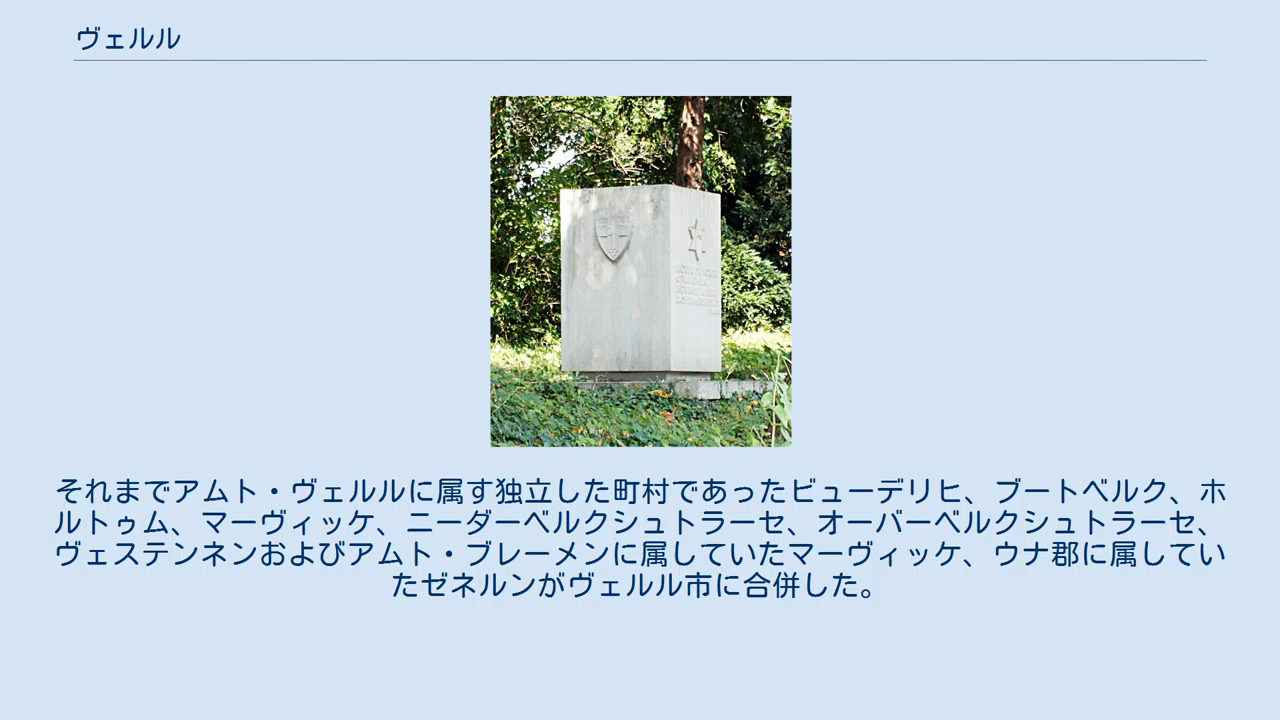 ヴェルル
それまでアムト・ヴェルルに属す独立した町村であったビューデリヒ、ブートベルク、ホ
ルトゥム、マーヴィッケ、ニーダーベルクシュトラーセ、オーバーベルクシュトラーセ、
ヴェステンネンおよびアムト・ブレーメンに属していたマーヴィッケ、ウナ郡に属してい
たゼネルンがヴェルル市に合併した。